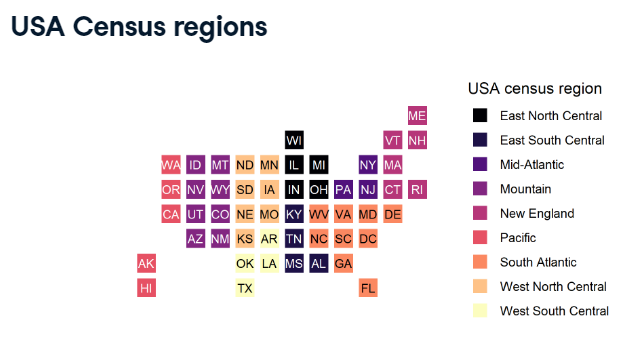 USA Census regions
USA census region
ME
WI VT NH
WA ID MT ND MN IL MI NY MA
OR NV WY SD IA IN OH PA NJ CT RI
CA UT CO NE MO KY WV VA MD DE
AZ NM KS AR TN NC SC DC
AK OK LA MS AL GA
HI TX FL
East North Central
East South Central
Mid-Atlantic
Mountain
New England
Pacific
South Atlantic
West North Central
West South Central